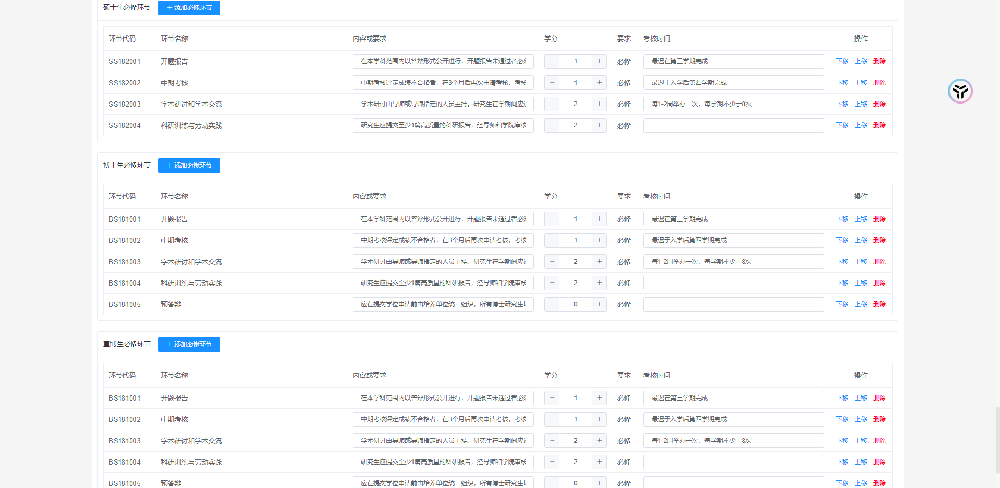 硕士生必修环节 + 添加必修环节
环节代码 环节名称 内容或要求 学分 要求 考核时间 操作
SS182001 开题报告 在本学科范围内以答辩形式公开进行，开题报告未通过者必须 − 1 + 必修 最迟在第三学期完成 下移 上移 删除
SS182002 中期考核 中期考核评定成绩不合格者，在3个月后再次申请考核，考核 − 1 + 必修 最迟于入学后第四学期完成 下移 上移 删除
SS182003 学术研讨和学术交流 学术研讨由导师或导师指定的人员主持。研究生在学期间应 − 2 + 必修 每1-2周举办一次，每学期不少于8次 下移 上移 删除
SS182004 科研训练与劳动实践 研究生应提交至少1篇高质量的科研报告，经导师和学院审核 − 2 + 必修 下移 上移 删除
博士生必修环节 + 添加必修环节
环节代码 环节名称 内容或要求 学分 要求 考核时间 操作
BS181001 开题报告 在本学科范围内以答辩形式公开进行，开题报告未通过者必须 − 1 + 必修 最迟在第三学期完成 下移 上移 删除
BS181002 中期考核 中期考核评定成绩不合格者，在3个月后再次申请考核，考核 − 1 + 必修 最迟于入学后第四学期完成 下移 上移 删除
BS181003 学术研讨和学术交流 学术研讨由导师或导师指定的人员主持。研究生在学期间应 − 2 + 必修 每1-2周举办一次，每学期不少于8次 下移 上移 删除
BS181004 科研训练与劳动实践 研究生应提交至少1篇高质量的科研报告，经导师和学院审核 − 2 + 必修 下移 上移 删除
BS181005 预答辩 应在提交学位申请前由培养单位统一组织，所有博士研究生 − 0 + 必修 下移 上移 删除
直博生必修环节 + 添加必修环节
环节代码 环节名称 内容或要求 学分 要求 考核时间 操作
BS181001 开题报告 在本学科范围内以答辩形式公开进行，开题报告未通过者必须 − 1 + 必修 最迟在第三学期完成 下移 上移 删除
BS181002 中期考核 中期考核评定成绩不合格者，在3个月后再次申请考核，考核 − 1 + 必修 最迟于入学后第四学期完成 下移 上移 删除
BS181003 学术研讨和学术交流 学术研讨由导师或导师指定的人员主持。研究生在学期间应 − 2 + 必修 每1-2周举办一次，每学期不少于8次 下移 上移 删除
BS181004 科研训练与劳动实践 研究生应提交至少1篇高质量的科研报告，经导师和学院审核 − 2 + 必修 下移 上移 删除
BS181005 预答辩 应在提交学位申请前由培养单位统一组织，所有博士研究生 − 0 + 必修 下移 上移 删除